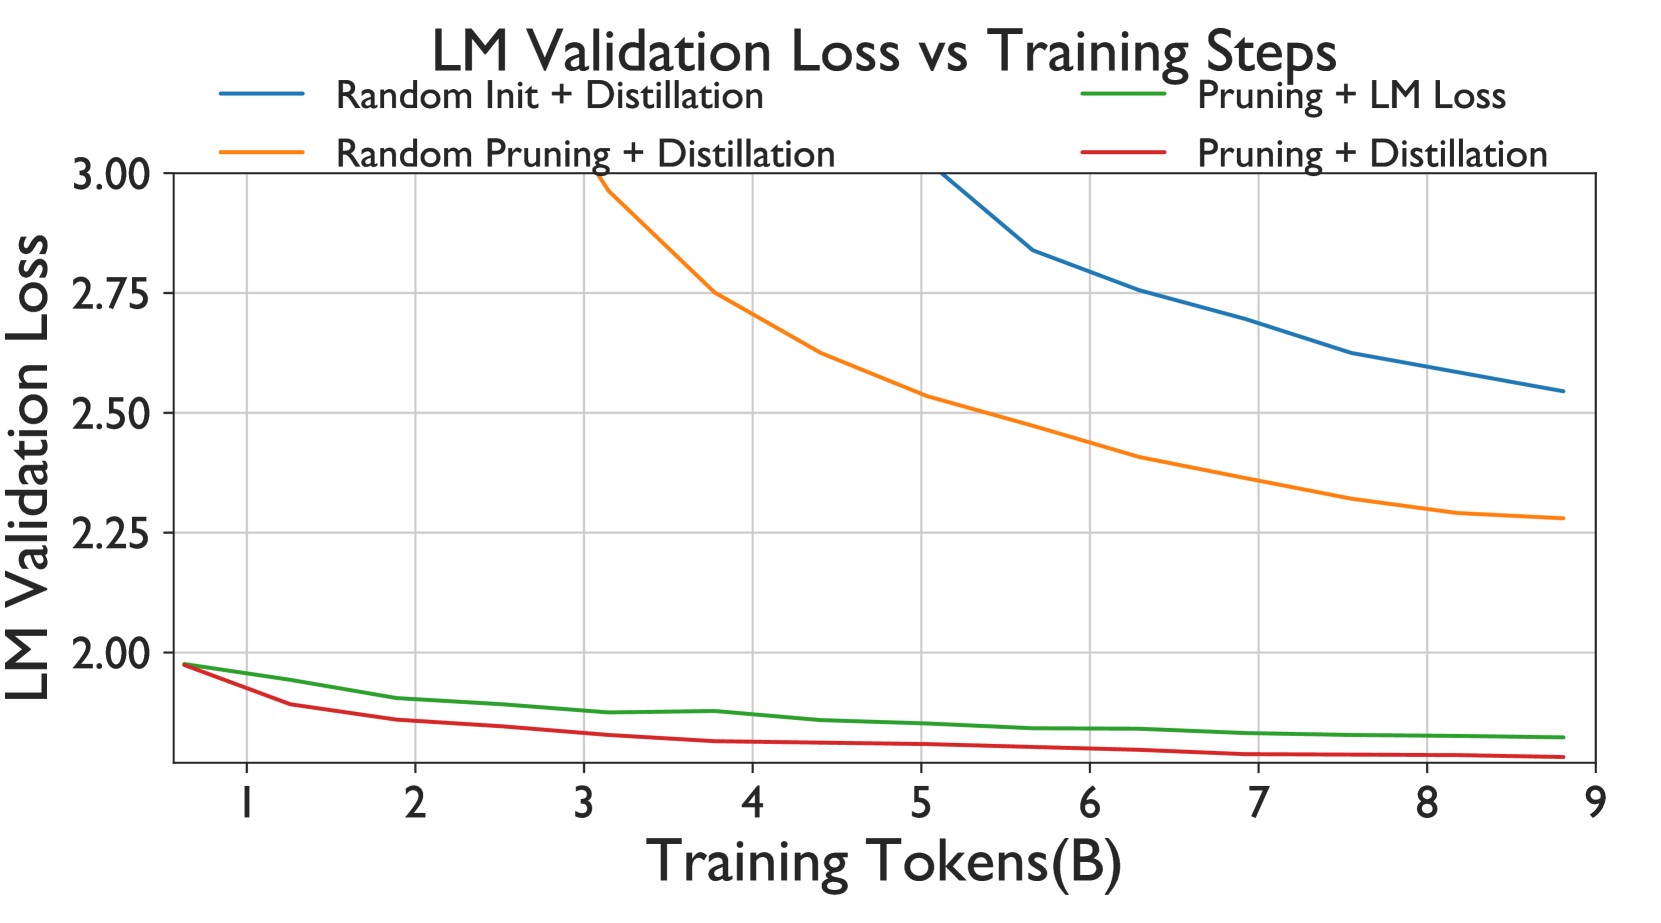 LM Validation Loss vs Training Steps
Random Init + Distillation
Random Pruning + Distillation
Pruning + LM Loss
Pruning + Distillation
LM Validation Loss
3.00
2.75
2.50
2.25
2.00
1 2 3 4 5 6 7 8 9
Training Tokens(B)